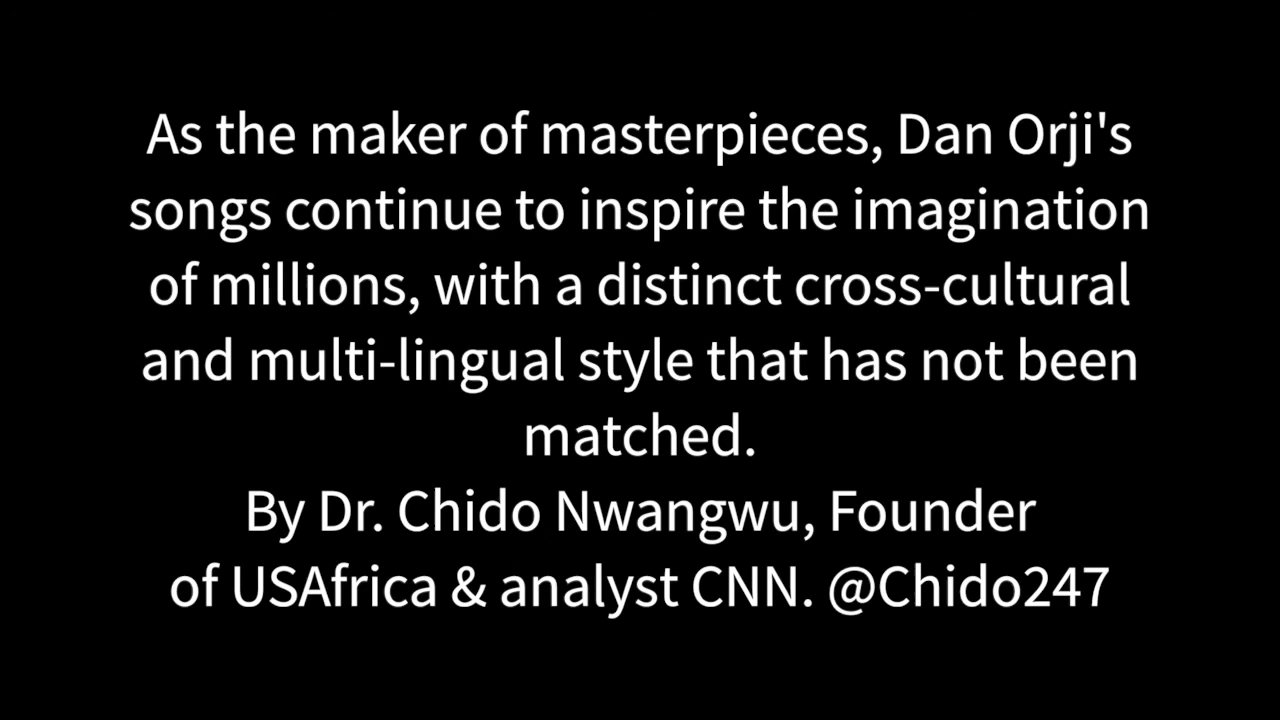 As the maker of masterpieces, Dan Orji's
songs continue to inspire the imagination
of millions, with a distinct cross-cultural
and multi-lingual style that has not been
matched.
By Dr. Chido Nwangwu, Founder
of USAfrica & analyst CNN. @Chido247